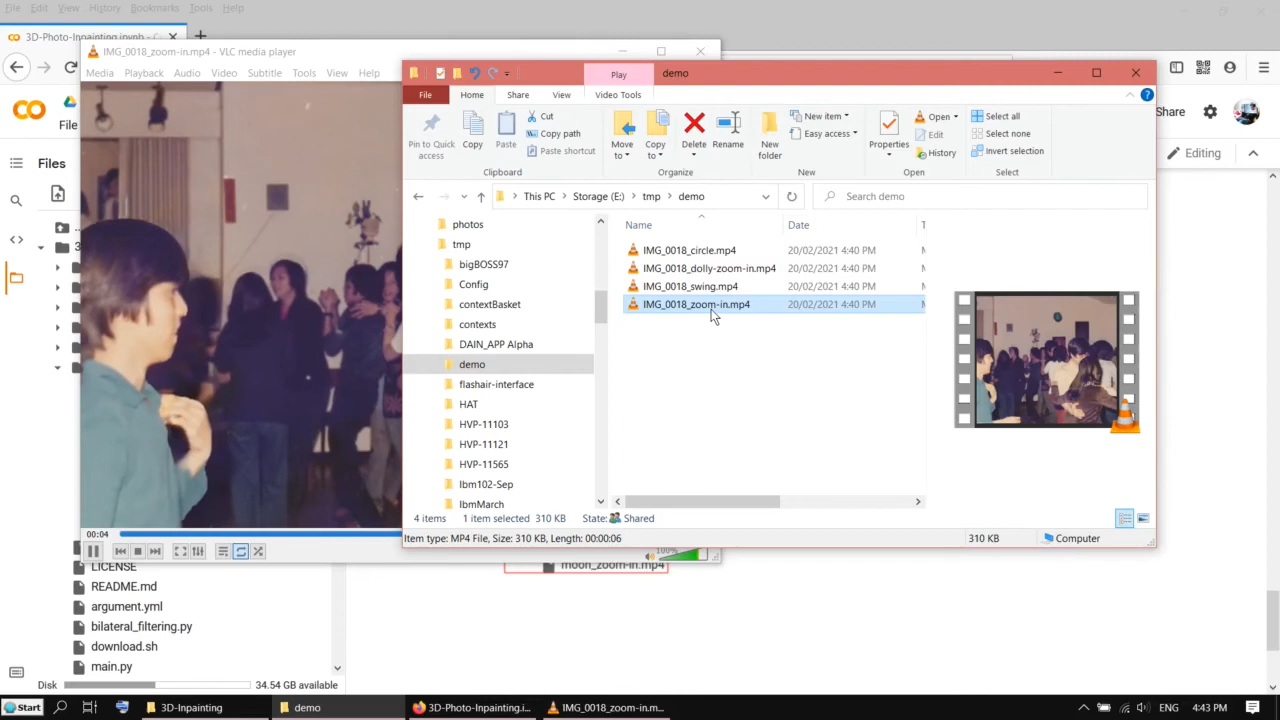 File Edit View History Bookmarks Tools Help
3D-Photo-Inpainting.ipynb - C
IMG_0018_zoom-in.mp4 - VLC media player
Media Playback Audio Video Subtitle Tools View Help
Play
demo
File Home Share View Video Tools
Pin to Quick access
Copy
Paste
Cut
Copy path
Paste shortcut
Clipboard
Move to
Copy to
Delete
Rename
Organize
New folder
New item
Easy access
New
Properties
Open
Edit
History
Open
Select all
Select none
Invert selection
Select
This PC Storage (E:) tmp demo
Search demo
Share
Editing
File
Files
..
3
photos
tmp
bigBOSS97
Config
contextBasket
contexts
DAIN_APP Alpha
demo
flashair-interface
HAT
HVP-11103
HVP-11121
HVP-11565
lbm102-Sep
lbmMarch
Name Date T
IMG_0018_circle.mp4 20/02/2021 4:40 PM M
IMG_0018_dolly-zoom-in.mp4 20/02/2021 4:40 PM M
IMG_0018_swing.mp4 20/02/2021 4:40 PM M
IMG_0018_zoom-in.mp4 20/02/2021 4:40 PM M
4 items 1 item selected 310 KB State: Shared
Item type: MP4 File, Size: 310 KB, Length: 00:00:06 310 KB Computer
00:04
100%
moon_zoom-in.mp4
LICENSE
README.md
argument.yml
bilateral_filtering.py
download.sh
main.py
Disk 34.54 GB available
Start 3D-Inpainting demo 3D-Photo-Inpainting.i... IMG_0018_zoom-in.m... ENG 4:43 PM